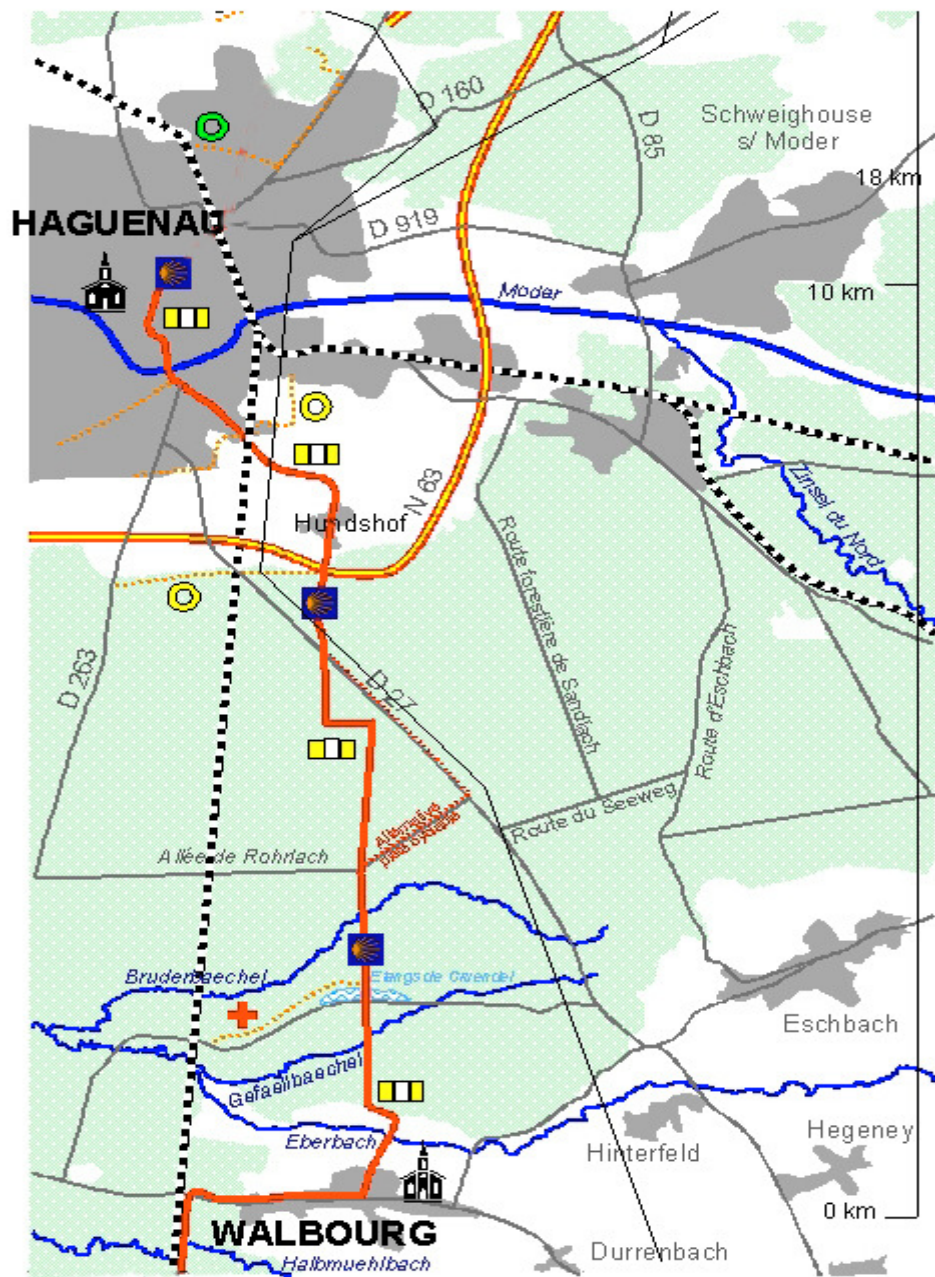 D 160
Schweighouse
s/ Moder
D 85
18 km
HAGUENAU
D 919
Moder
10 km
N 63
Zinsel du Nord
Hundshof
Route forestière de Sandlach
Route d'Eschbach
D 263
D 27
Route du Seeweg
Alternative
Allée de Rohrlach
Brudenbaechel
Etangs de Gruendel
Eschbach
Gefaellbaechel
Eberbach
Hinterfeld
Hegeney
0 km
WALBOURG
Durrenbach
Halbmuehlbach